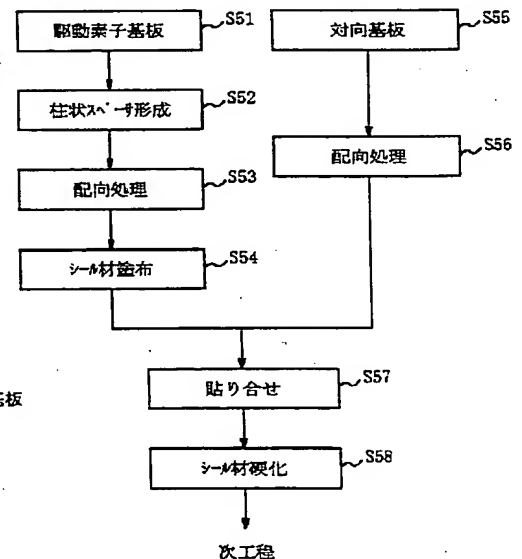 駆動素子基板
S51
柱状ｽﾍﾟｰｻ形成
S52
配向処理
S53
シール材塗布
S54
対向基板
S55
配向処理
S56
基板
貼り合せ
S57
シール材硬化
S58
次工程